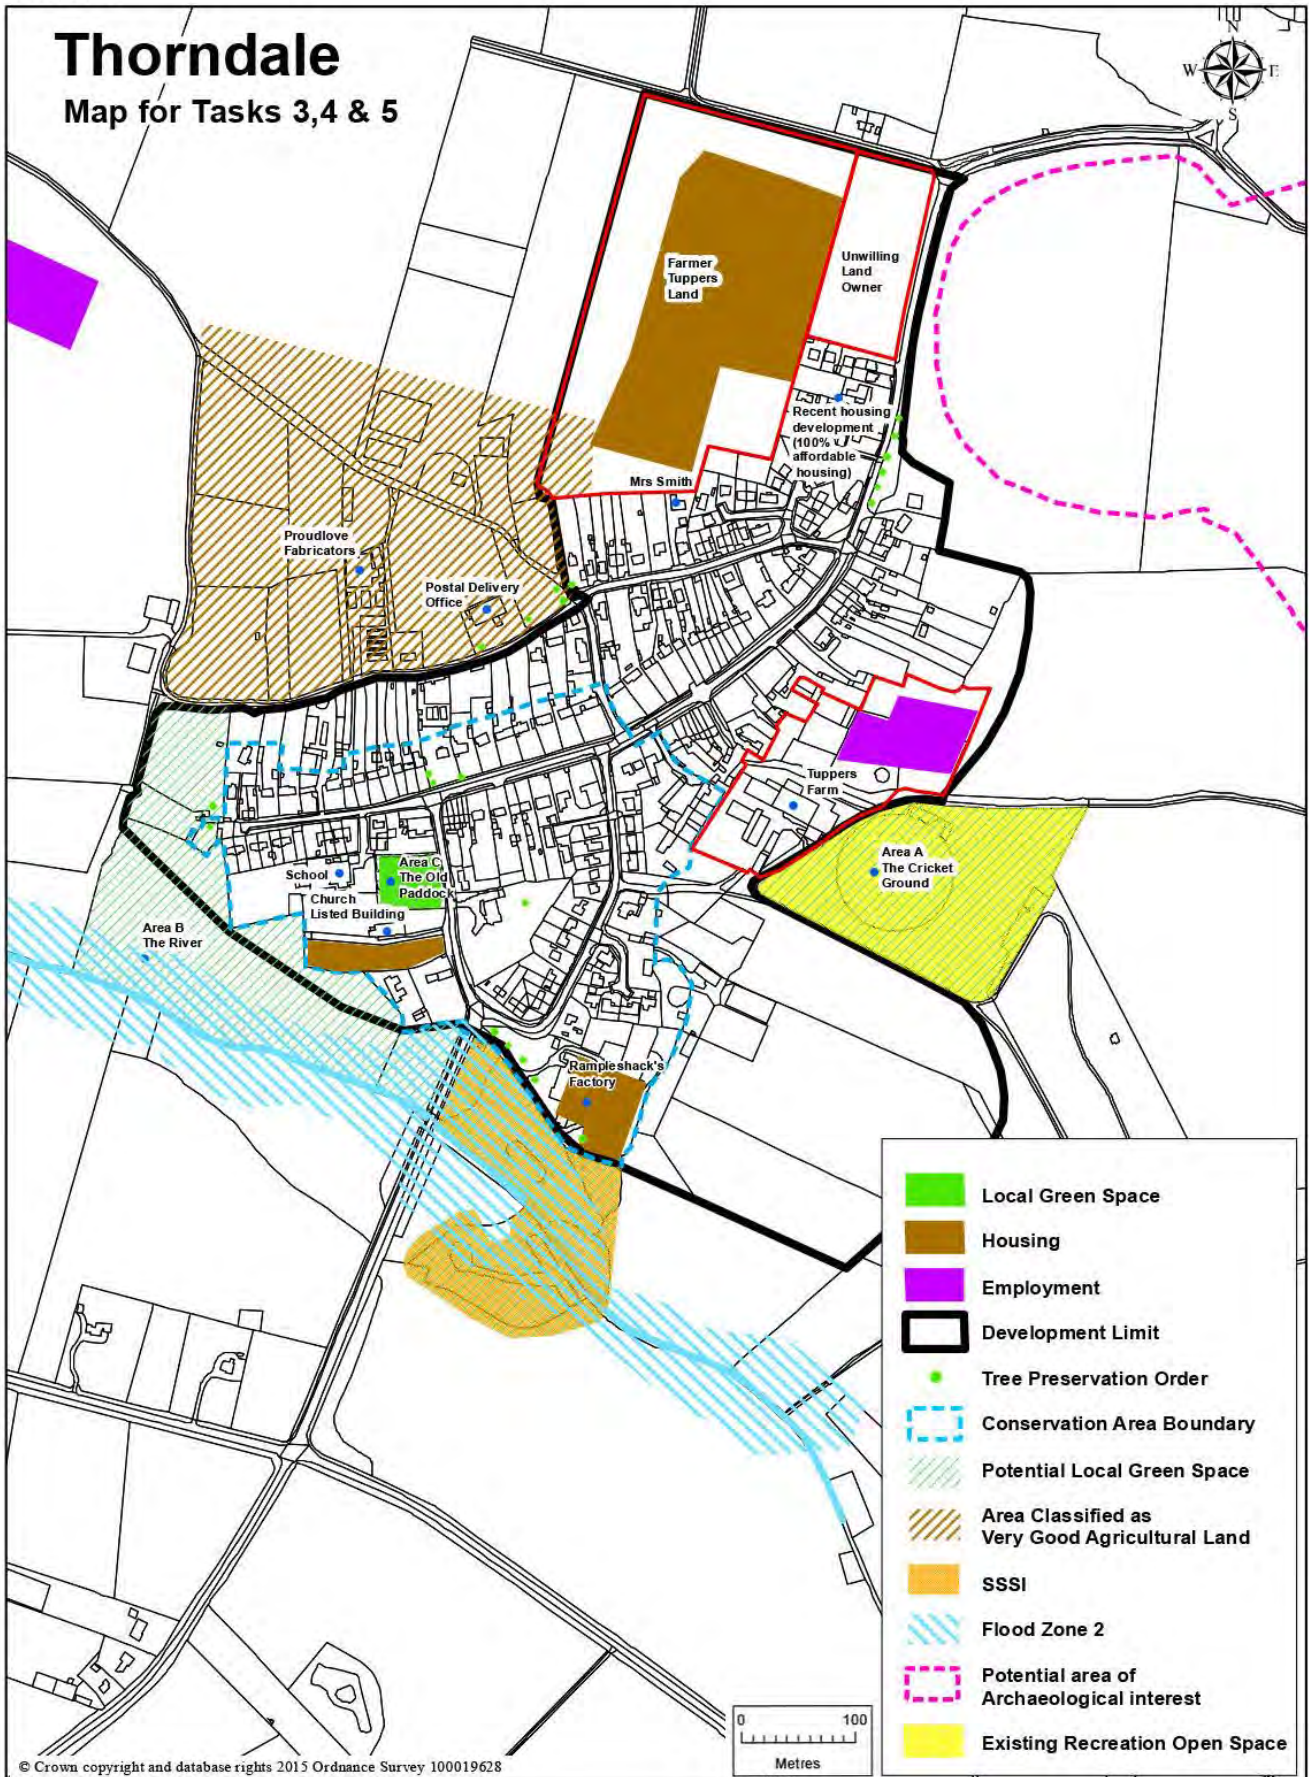 Thorndale
Map for Tasks 3,4 & 5
N
W
E
S
Farmer
Tuppers
Land
Unwilling
Land
Owner
Recent housing
development
(100%
affordable
housing)
Mrs Smith
Proudlove
Fabricators
Postal Delivery
Office
Tuppers
Farm
Area A
The Cricket
Ground
School
Area C
The Old
Paddock
Church
Listed Building
Area B
The River
Rampleshack's
Factory
Local Green Space
Housing
Employment
Development Limit
Tree Preservation Order
Conservation Area Boundary
Potential Local Green Space
Area Classified as
Very Good Agricultural Land
SSSI
Flood Zone 2
Potential area of
Archaeological interest
Existing Recreation Open Space
0 100
Metres
© Crown copyright and database rights 2015 Ordnance Survey 100019628